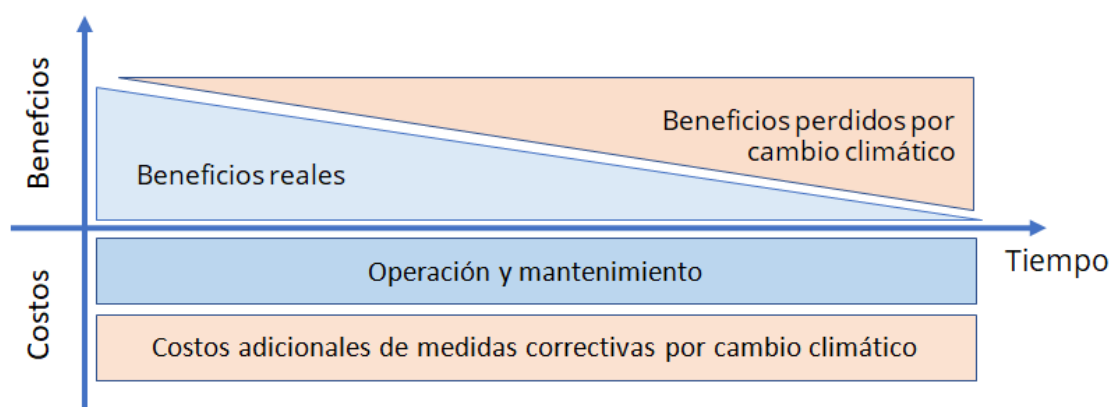 Benefcios
Beneficios perdidos por
cambio climático
Beneficios reales
Tiempo
Costos
Operación y mantenimiento
Costos adicionales de medidas correctivas por cambio climático